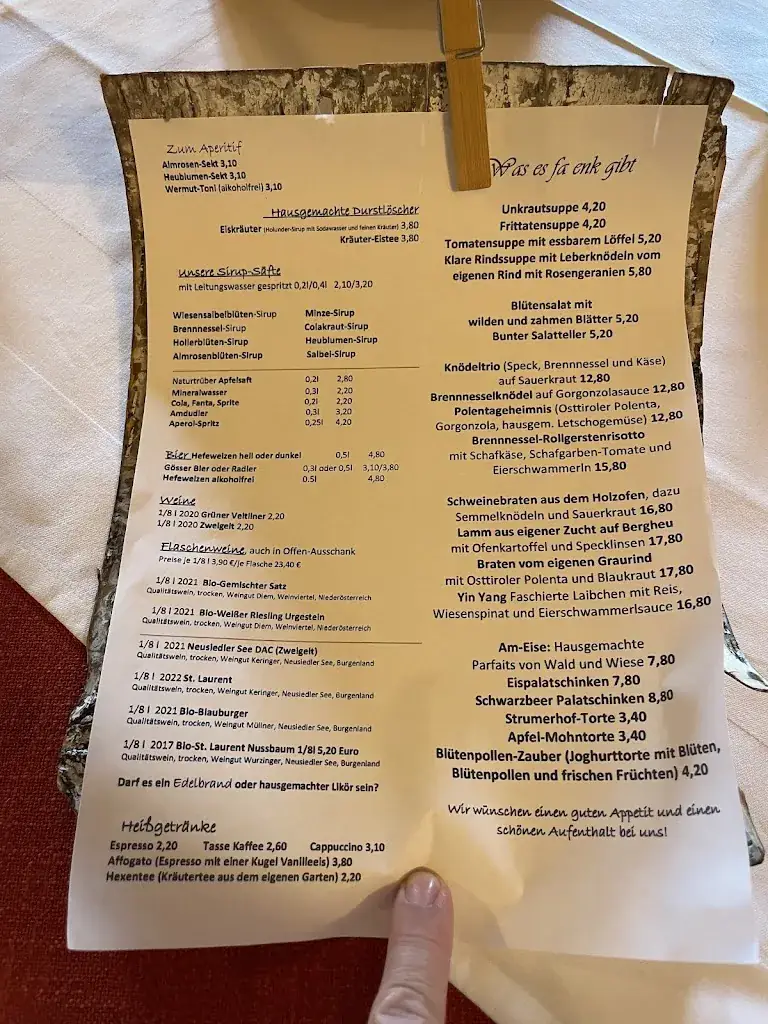 Zum Aperitif
Almrosen-Sekt 3,10
Heublumen-Sekt 3,10
Wermut-Toni (alkoholfrei) 3,10
Hausgemachte Durstlöscher
Eiskräuter (Holunder-Sirup mit Sodawasser und feinen Kräuter) 3,80
Kräuter-Eistee 3,80
Unsere Sirup-Säfte
mit Leitungswasser gespritzt 0,2l/0,4l 2,10/3,20
Wiesensalbeiblüten-Sirup Minze-Sirup
Brennnessel-Sirup Colakraut-Sirup
Hollerblüten-Sirup Heublumen-Sirup
Almrosenblüten-Sirup Salbei-Sirup
Naturtrüber Apfelsaft 0,2l 2,80
Mineralwasser 0,3l 2,20
Cola, Fanta, Sprite 0,2l 2,20
Amdudler 0,3l 3,20
Aperol-Spritz 0,25l 4,20
Bier Hefeweizen hell oder dunkel 0,5l 4,80
Gösser Bier oder Radler 0,3l oder 0,5l 3,10/3,80
Hefeweizen alkoholfrei 0.5l 4,80
Weine
1/8 l 2020 Grüner Veltliner 2,20
1/8 l 2020 Zweigelt 2,20
Flaschenweine, auch in Offen-Ausschank
Preise je 1/8 l 3,90 €/je Flasche 23,40 €
1/8 l 2021 Bio-Gemischter Satz
Qualitätswein, trocken, Weingut Diem, Weinviertel, Niederösterreich
1/8 l 2021 Bio-Weißer Riesling Urgestein
Qualitätswein, trocken, Weingut Diem, Weinviertel, Niederösterreich
1/8 l 2021 Neusiedler See DAC (Zweigelt)
Qualitätswein, trocken, Weingut Keringer, Neusiedler See, Burgenland
1/8 l 2022 St. Laurent
Qualitätswein, trocken, Weingut Keringer, Neusiedler See, Burgenland
1/8 l 2021 Bio-Blauburger
Qualitätswein, trocken, Weingut Müllner, Neusiedler See, Burgenland
1/8 l 2017 Bio-St. Laurent Nussbaum 1/8l 5,20 Euro
Qualitätswein, trocken, Weingut Wurzinger, Neusiedler See, Burgenland
Darf es ein Edelbrand oder hausgemachter Likör sein?
Heißgetränke
Espresso 2,20 Tasse Kaffee 2,60 Cappuccino 3,10
Affogato (Espresso mit einer Kugel Vanilleeis) 3,80
Hexentee (Kräutertee aus dem eigenen Garten) 2,20
Was es fa enk gibt
Unkrautsuppe 4,20
Frittatensuppe 4,20
Tomatensuppe mit essbarem Löffel 5,20
Klare Rindssuppe mit Leberknödeln vom
eigenen Rind mit Rosengeranien 5,80
Blütensalat mit
wilden und zahmen Blätter 5,20
Bunter Salatteller 5,20
Knödeltrio (Speck, Brennnessel und Käse)
auf Sauerkraut 12,80
Brennnesselknödel auf Gorgonzolasauce 12,80
Polentageheimnis (Osttiroler Polenta,
Gorgonzola, hausgem. Letschogemüse) 12,80
Brennnessel-Rollgerstenrisotto
mit Schafkäse, Schafgarben-Tomate und
Eierschwammerln 15,80
Schweinebraten aus dem Holzofen, dazu
Semmelknödeln und Sauerkraut 16,80
Lamm aus eigener Zucht auf Bergheu
mit Ofenkartoffel und Specklinsen 17,80
Braten vom eigenen Graurind
mit Osttiroler Polenta und Blaukraut 17,80
Yin Yang Faschierte Laibchen mit Reis,
Wiesenspinat und Eierschwammerlsauce 16,80
Am-Eise: Hausgemachte
Parfaits von Wald und Wiese 7,80
Eispalatschinken 7,80
Schwarzbeer Palatschinken 8,80
Strumerhof-Torte 3,40
Apfel-Mohntorte 3,40
Blütenpollen-Zauber (Joghurttorte mit Blüten,
Blütenpollen und frischen Früchten) 4,20
Wir wünschen einen guten Appetit und einen
schönen Aufenthalt bei uns!